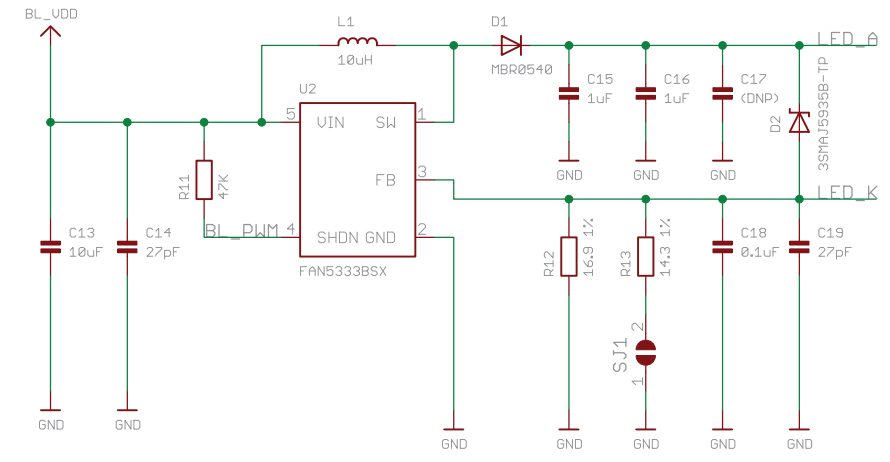 BL_VDD
L1
10uH
D1
MBR0540
LED_A
U2
5
VIN
SW
1
FB
3
BL_PWM
4
SHDN
GND
2
FAN5333BSX
R11
47K
C13
10uF
C14
27pF
C15
1uF
C16
1uF
C17
(DNP)
D2
3SMAJ5935B-TP
GND
GND
GND
LED_K
R12
16.9 1%
R13
14.3 1%
C18
0.1uF
C19
27pF
SJ1
2
1
GND
GND
GND
GND
GND
GND
GND